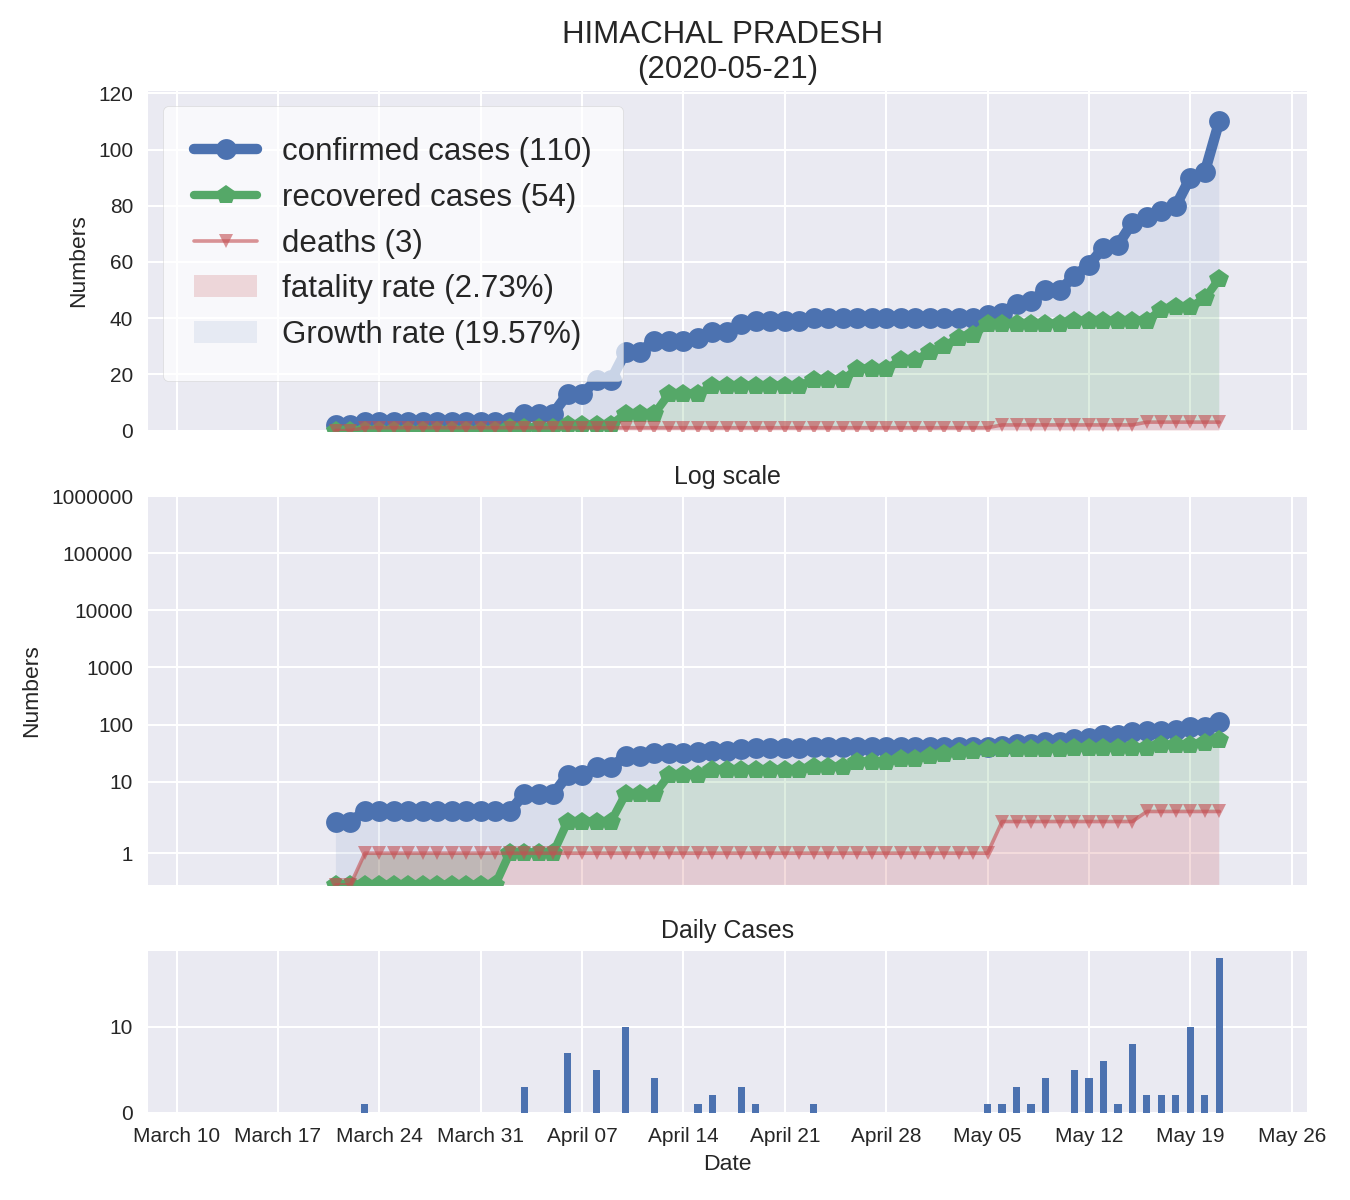 HIMACHAL PRADESH
(2020-05-21)
120
100
80
60
40
20
0
Numbers
confirmed cases (110)
recovered cases (54)
deaths (3)
fatality rate (2.73%)
Growth rate (19.57%)
Log scale
1000000
100000
10000
1000
100
10
1
Numbers
Daily Cases
10
0
March 10 March 17 March 24 March 31 April 07 April 14 April 21 April 28 May 05 May 12 May 19 May 26
Date